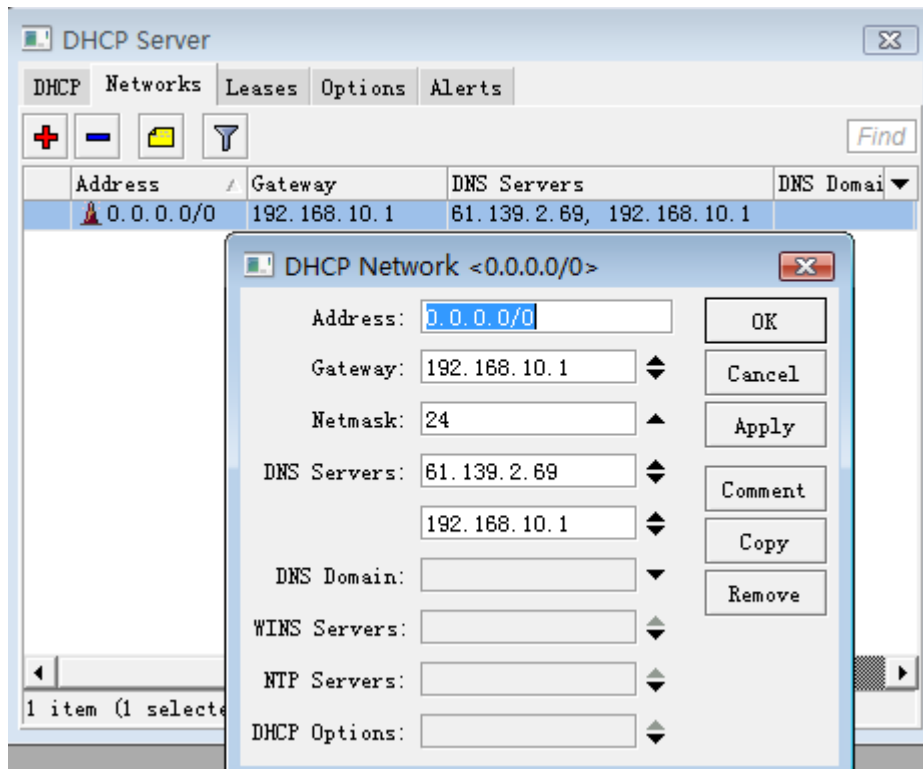 DHCP Server
DHCP Networks Leases Options Alerts
Find
Address Gateway DNS Servers DNS Domai
0.0.0.0/0 192.168.10.1 61.139.2.69, 192.168.10.1
DHCP Network <0.0.0.0/0>
Address: 0.0.0.0/0 OK
Gateway: 192.168.10.1 Cancel
Netmask: 24 Apply
DNS Servers: 61.139.2.69
Comment
192.168.10.1
Copy
DNS Domain:
Remove
WINS Servers:
NTP Servers:
1 item (1 selecte
DHCP Options: